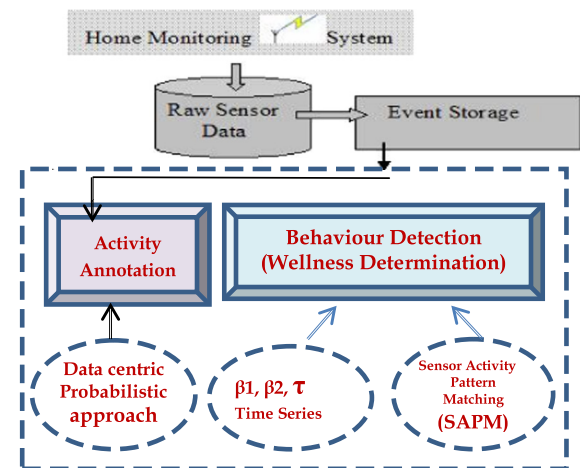 Home Monitoring System
Raw Sensor
Data
Event Storage
Activity
Annotation
Behaviour Detection
(Wellness Determination)
Data centric
Probabilistic
approach
β1, β2, τ
Time Series
Sensor Activity
Pattern
Matching
(SAPM)